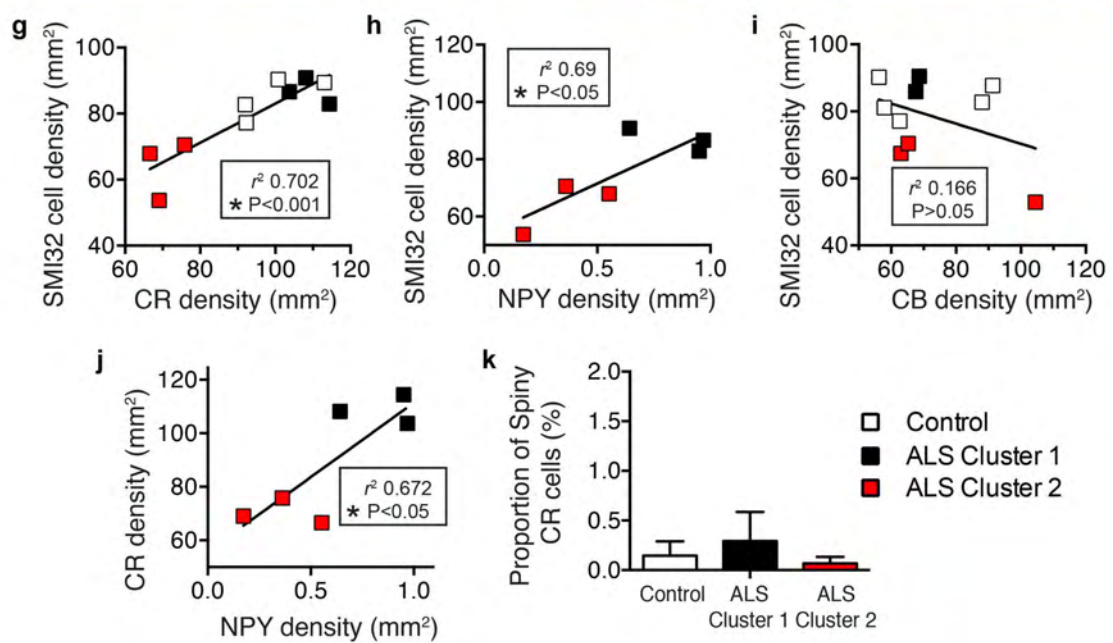 g
SMI32 cell density (mm²)
100
80
60
40
r² 0.702
* P<0.001
60
80
100
120
CR density (mm²)
h
SMI32 cell density (mm²)
120
100
80
60
r² 0.69
* P<0.05
0.0
0.5
1.0
NPY density (mm²)
i
SMI32 cell density (mm²)
100
80
60
40
r² 0.166
P>0.05
60
80
100
120
CB density (mm²)
j
CR density (mm²)
120
100
80
60
r² 0.672
* P<0.05
0.0
0.5
1.0
NPY density (mm²)
k
Proportion of Spiny
CR cells (%)
2.0
1.5
1.0
0.5
0.0
Control
ALS
Cluster 1
ALS
Cluster 2
Control
ALS Cluster 1
ALS Cluster 2